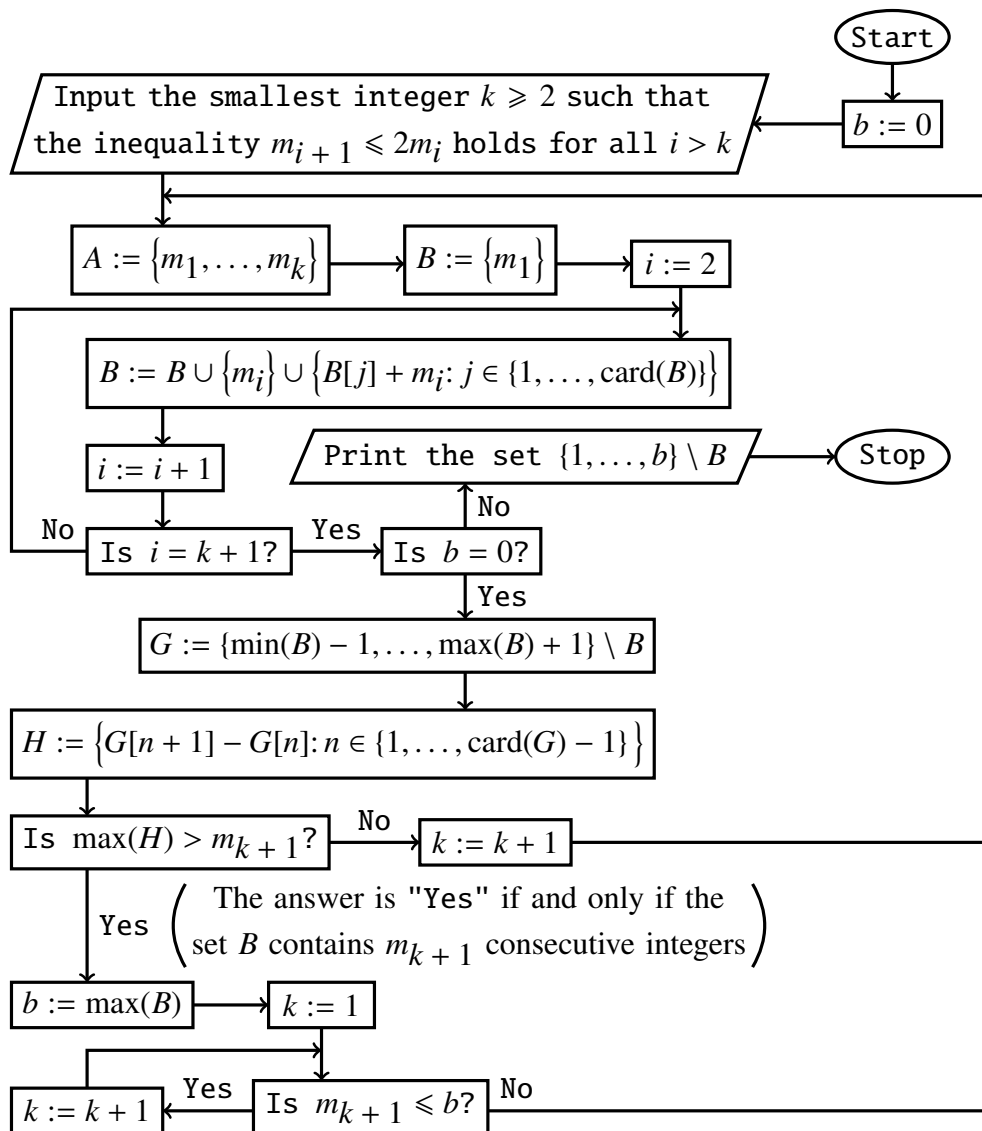 Start
Input the smallest integer k ⩾ 2 such that
the inequality m_{i + 1} ⩽ 2m_i holds for all i > k
b := 0
A := {m_1, . . . , m_k}
B := {m_1}
i := 2
B := B ∪ {m_i} ∪ {B[j] + m_i : j ∈ {1, . . . , card(B)}}
i := i + 1
Print the set {1, . . . , b} \ B
Stop
No
Is i = k + 1?
Yes
No
Is b = 0?
Yes
G := {min(B) − 1, . . . , max(B) + 1} \ B
H := {G[n + 1] − G[n] : n ∈ {1, . . . , card(G) − 1}}
Is max(H) > m_{k + 1}?
No
k := k + 1
Yes
(The answer is "Yes" if and only if the
set B contains m_{k + 1} consecutive integers)
b := max(B)
k := 1
k := k + 1
Yes
Is m_{k + 1} ⩽ b?
No